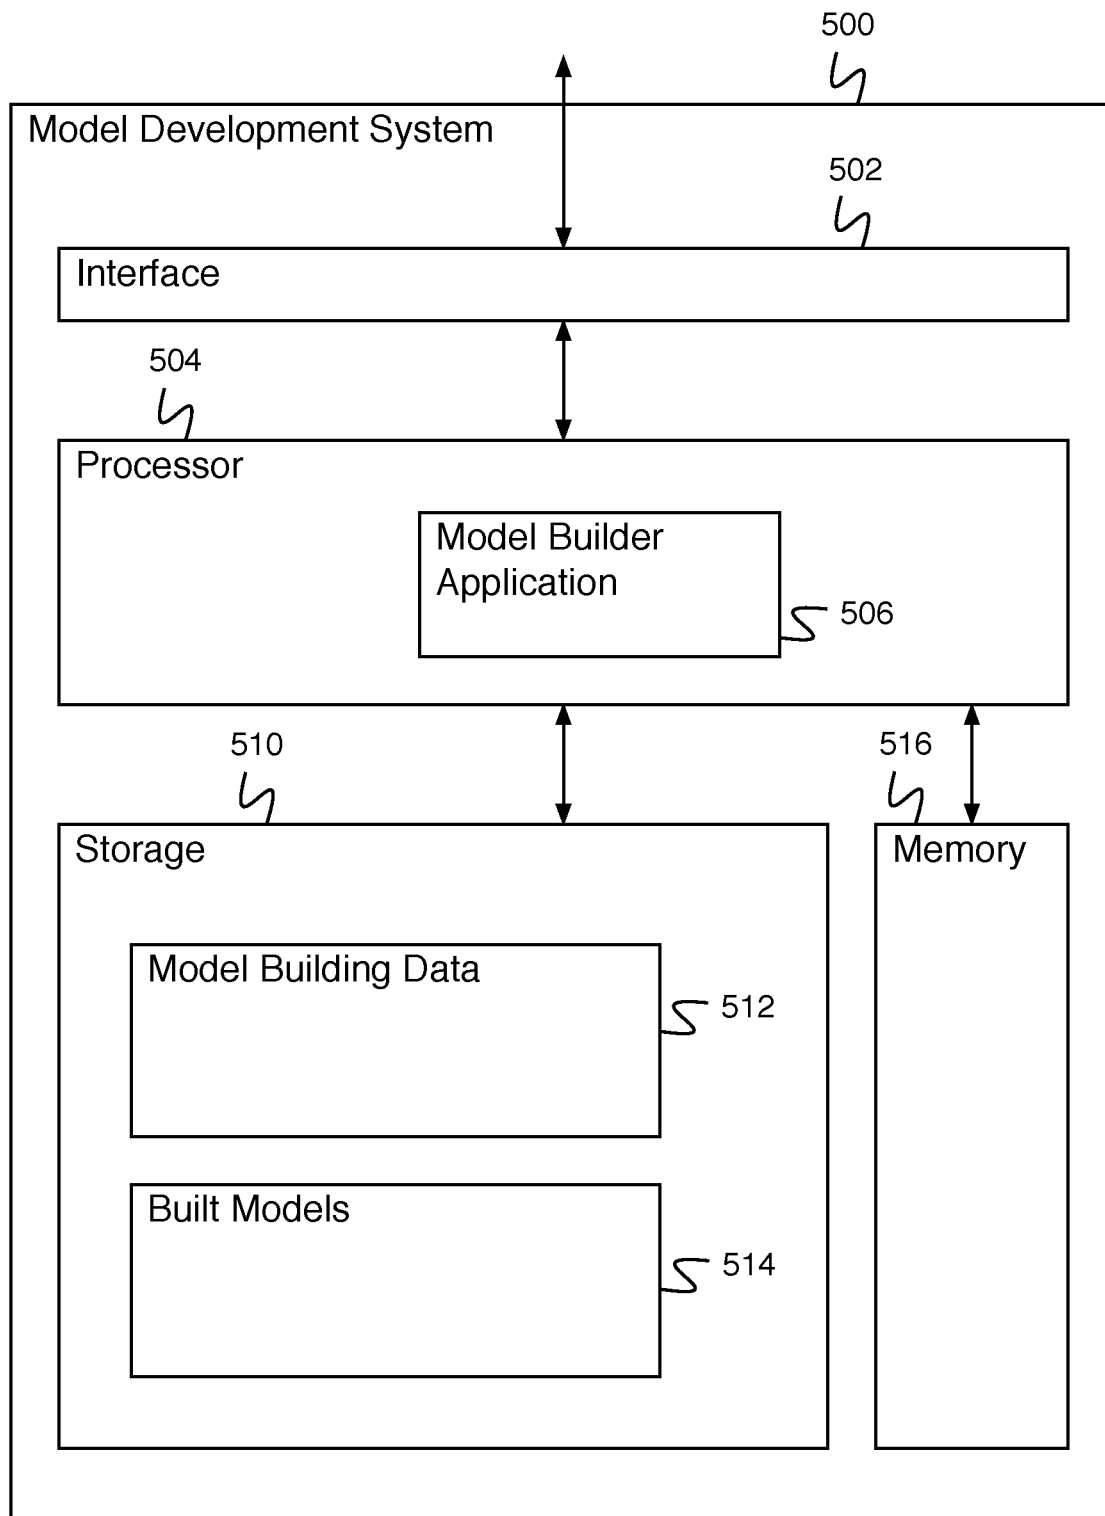 500
Model Development System
502
Interface
504
Processor
Model Builder
Application
506
510
516
Storage
Memory
Model Building Data
512
Built Models
514